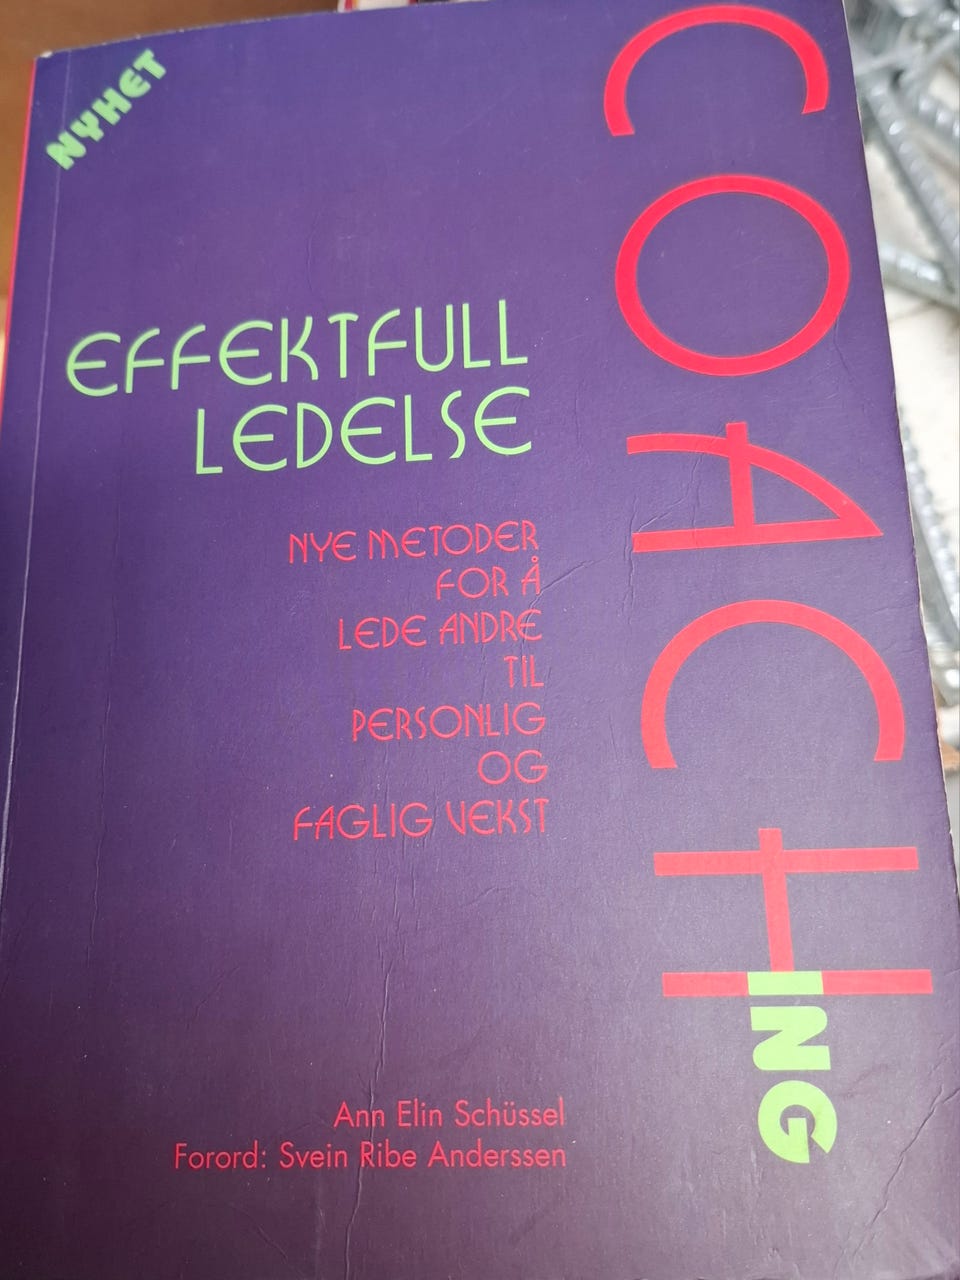 NYHET
COACHING
EFFEKTFULL
LEDELSE
NYE METODER
FOR Å
LEDE ANDRE
TIL
PERSONLIG
OG
FAGLIG VEKST
Ann Elin Schüssel
Forord: Svein Ribe Anderssen